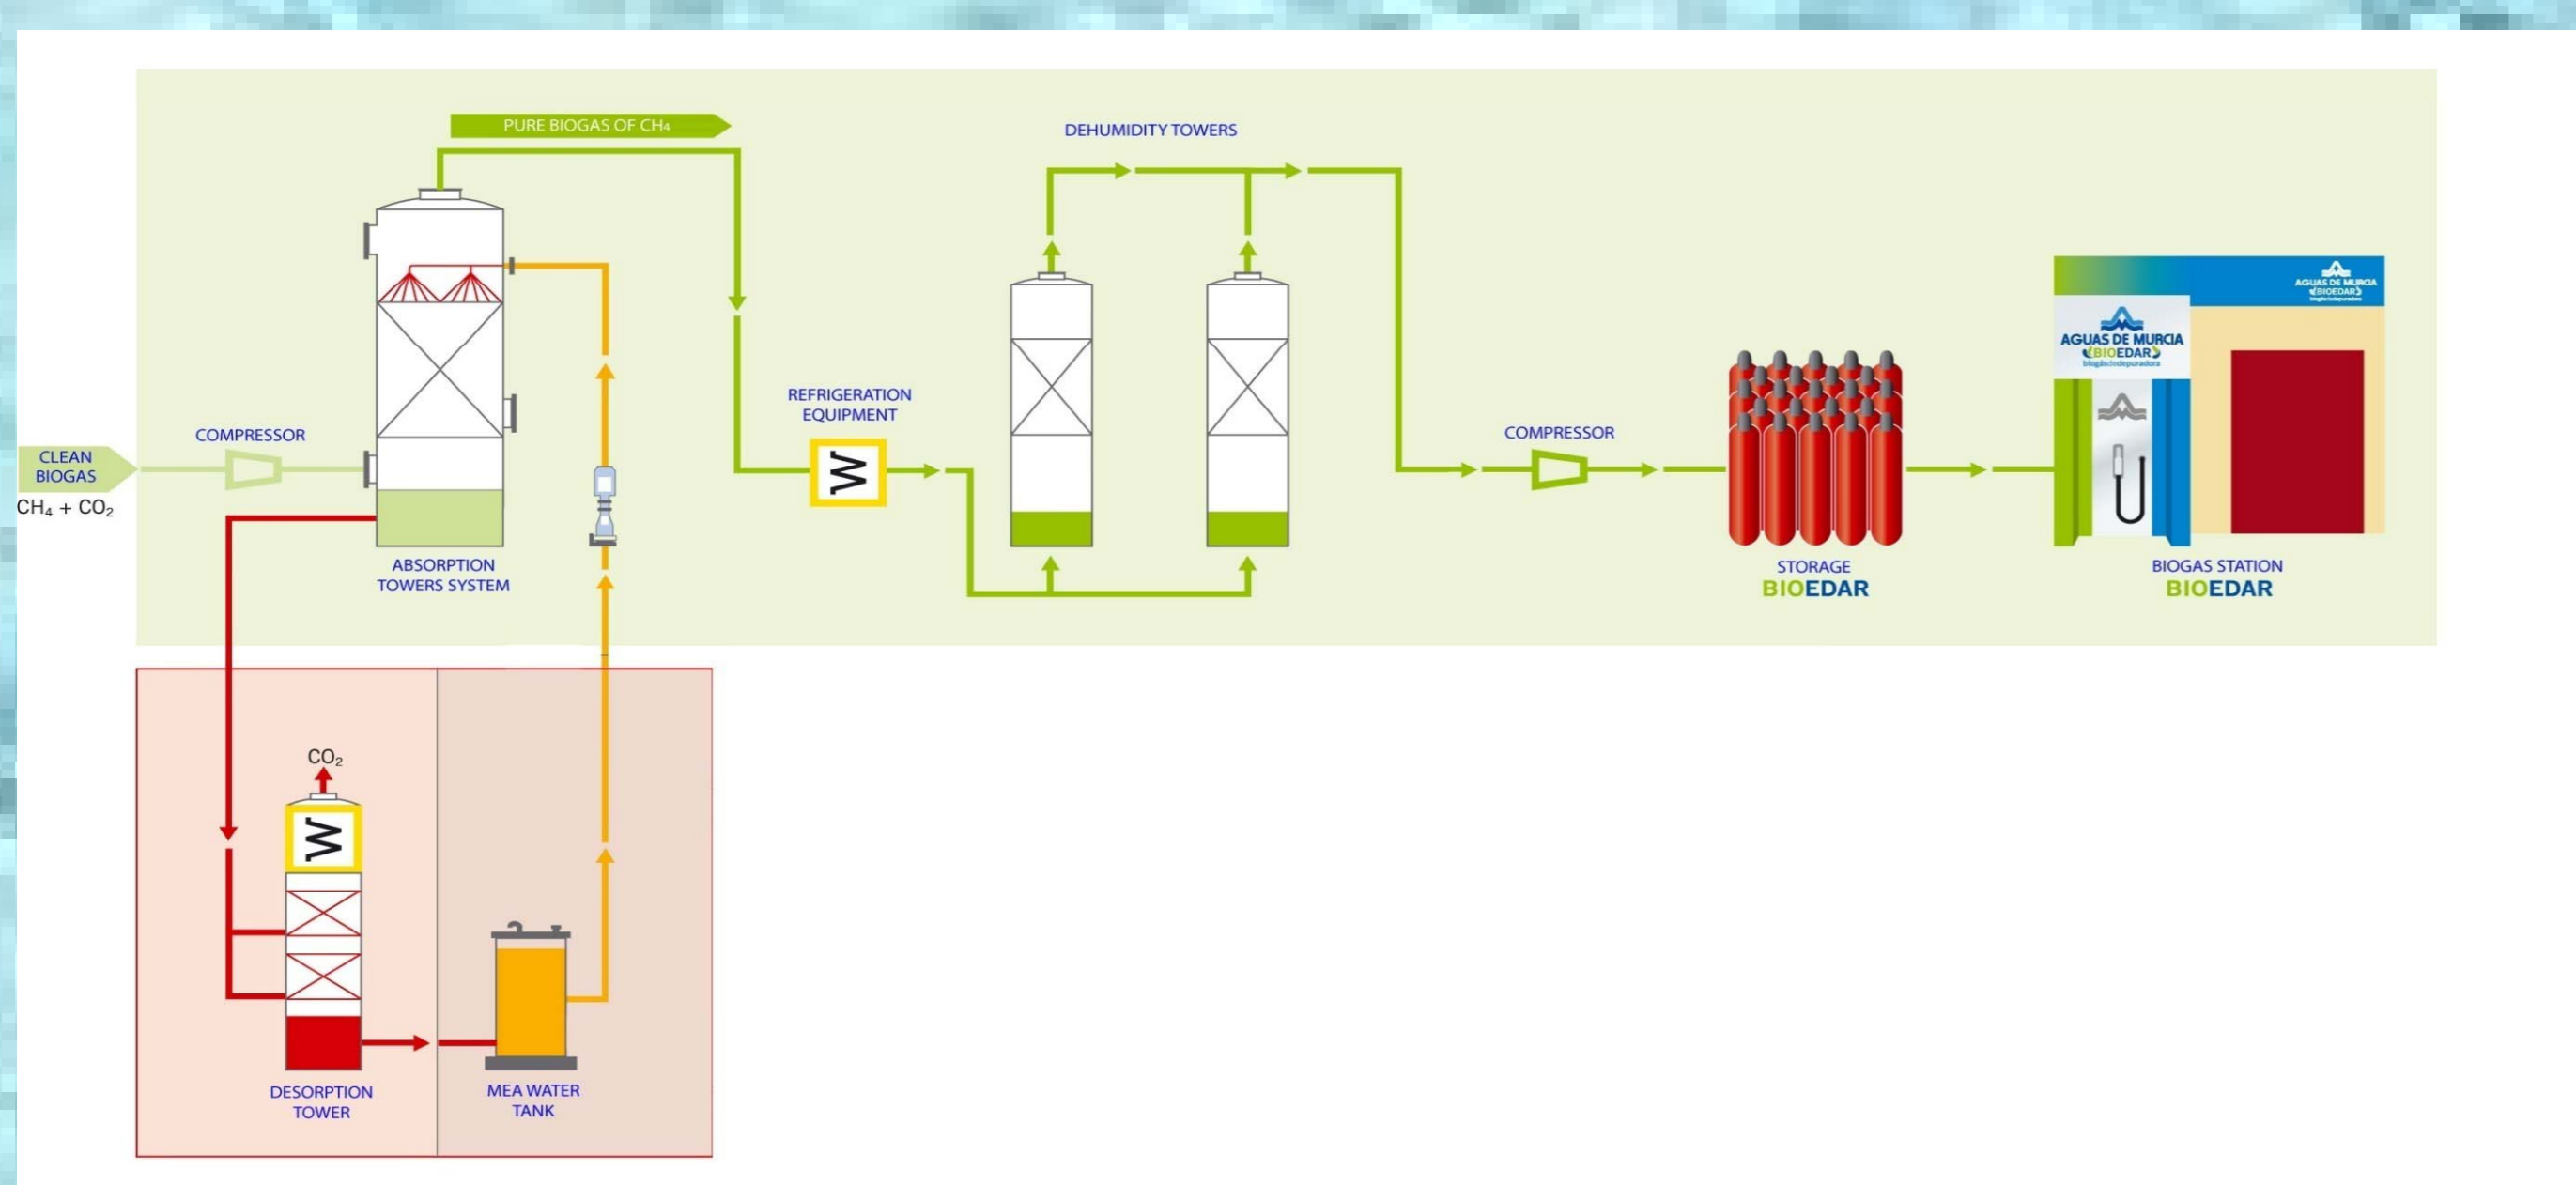 PURE BIOGAS OF CH₄
DEHUMIDITY TOWERS
AGUAS DE MURCIA
BIOEDAR
AGUAS DE MURCIA
BIOEDAR
biogásdedepuradora
REFRIGERATION
EQUIPMENT
COMPRESSOR
COMPRESSOR
CLEAN
BIOGAS
CH₄ + CO₂
W
ABSORPTION
TOWERS SYSTEM
STORAGE
BIOEDAR
BIOGAS STATION
BIOEDAR
CO₂
W
DESORPTION
TOWER
MEA WATER
TANK